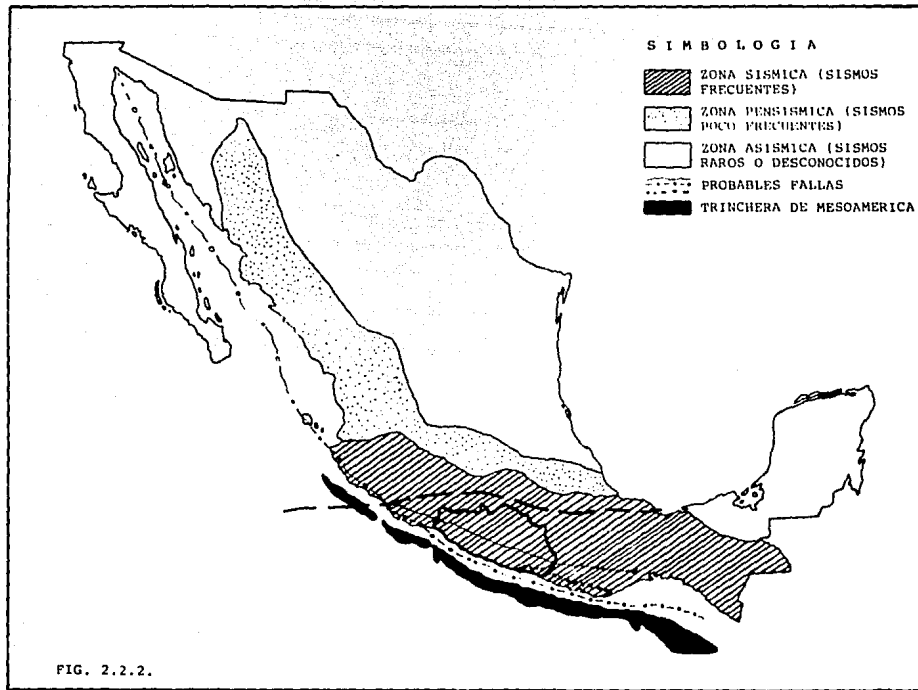 SIMBOLOGIA
ZONA SISMICA (SISMOS
FRECUENTES)
ZONA PENSISMICA (SISMOS
POCO FRECUENTES)
ZONA ASISMICA (SISMOS
RAROS O DESCONOCIDOS)
PROBABLES FALLAS
TRINCHERA DE MESOAMERICA
FIG. 2.2.2.